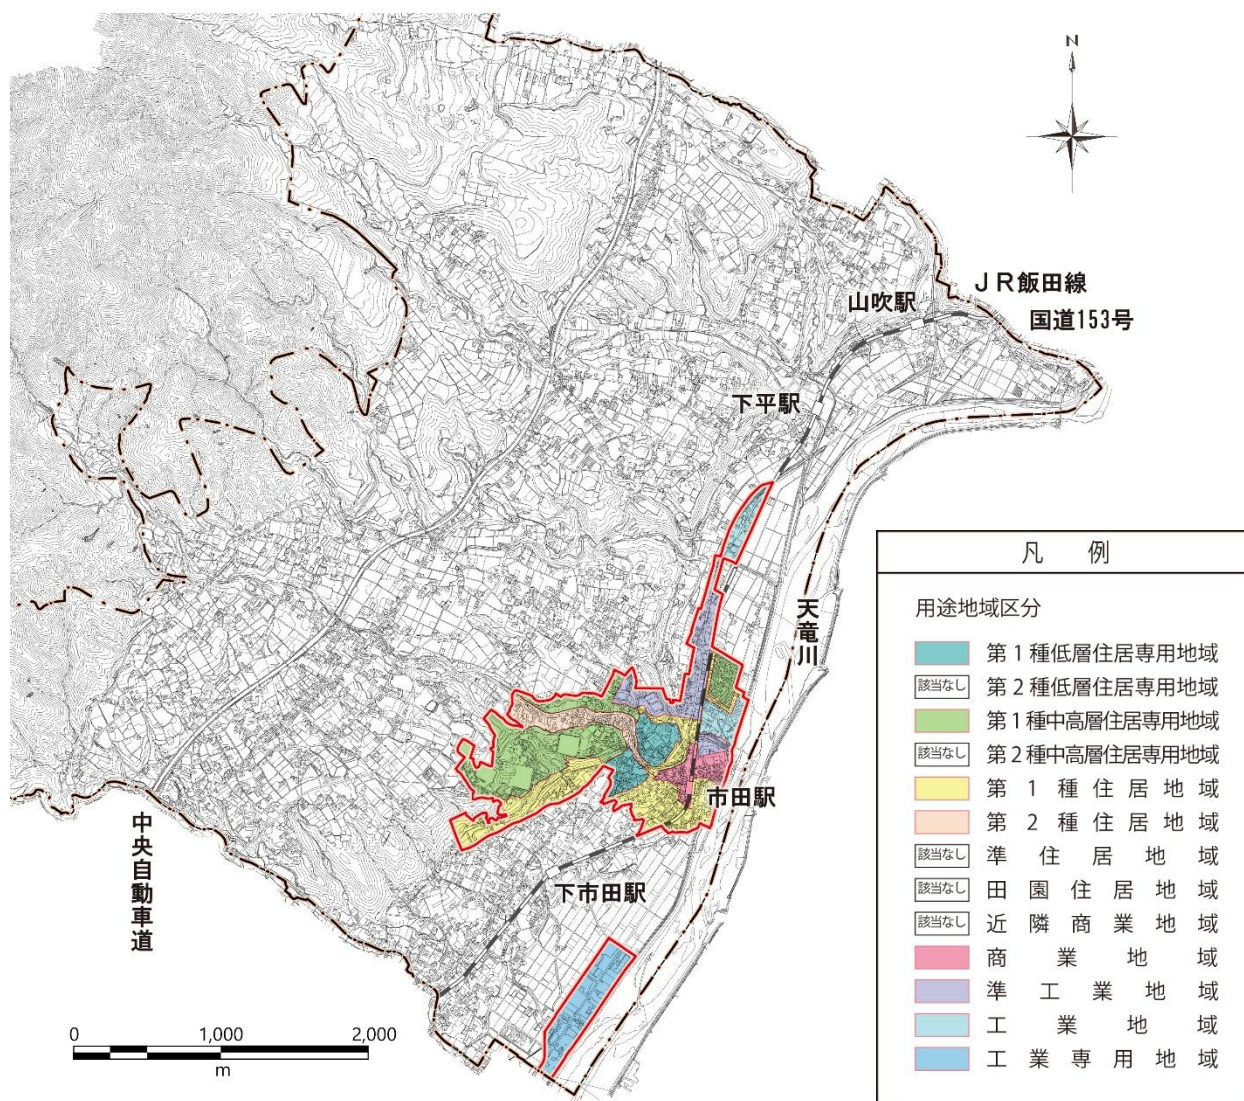 N
JR飯田線
山吹駅
国道153号
下平駅
天竜川
市田駅
下市田駅
中央自動車道
0 1,000 2,000
m
凡例
用途地域区分
第1種低層住居専用地域
該当なし 第2種低層住居専用地域
第1種中高層住居専用地域
該当なし 第2種中高層住居専用地域
第1種住居地域
第2種住居地域
該当なし 準住居地域
該当なし 田園住居地域
該当なし 近隣商業地域
商業地域
準工業地域
工業地域
工業専用地域